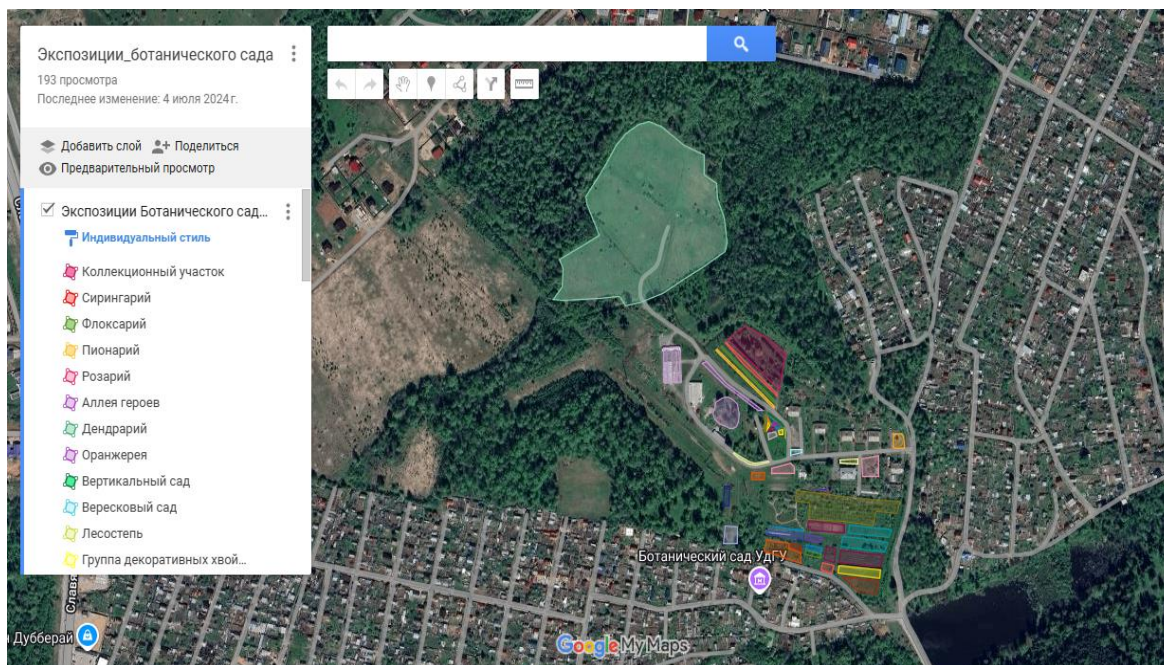 Экспозиции_ботанического сада
193 просмотра
Последнее изменение: 4 июля 2024 г.
Добавить слой Поделиться
Предварительный просмотр
Экспозиции Ботанического сад...
Индивидуальный стиль
Коллекционный участок
Сирингарий
Флоксарий
Пионарий
Розарий
Аллея героев
Дендрарий
Оранжерея
Вертикальный сад
Вересковый сад
Лесостепь
Группа декоративных хвой...
Ботанический сад УдГУ
Дубберай
Google My Maps